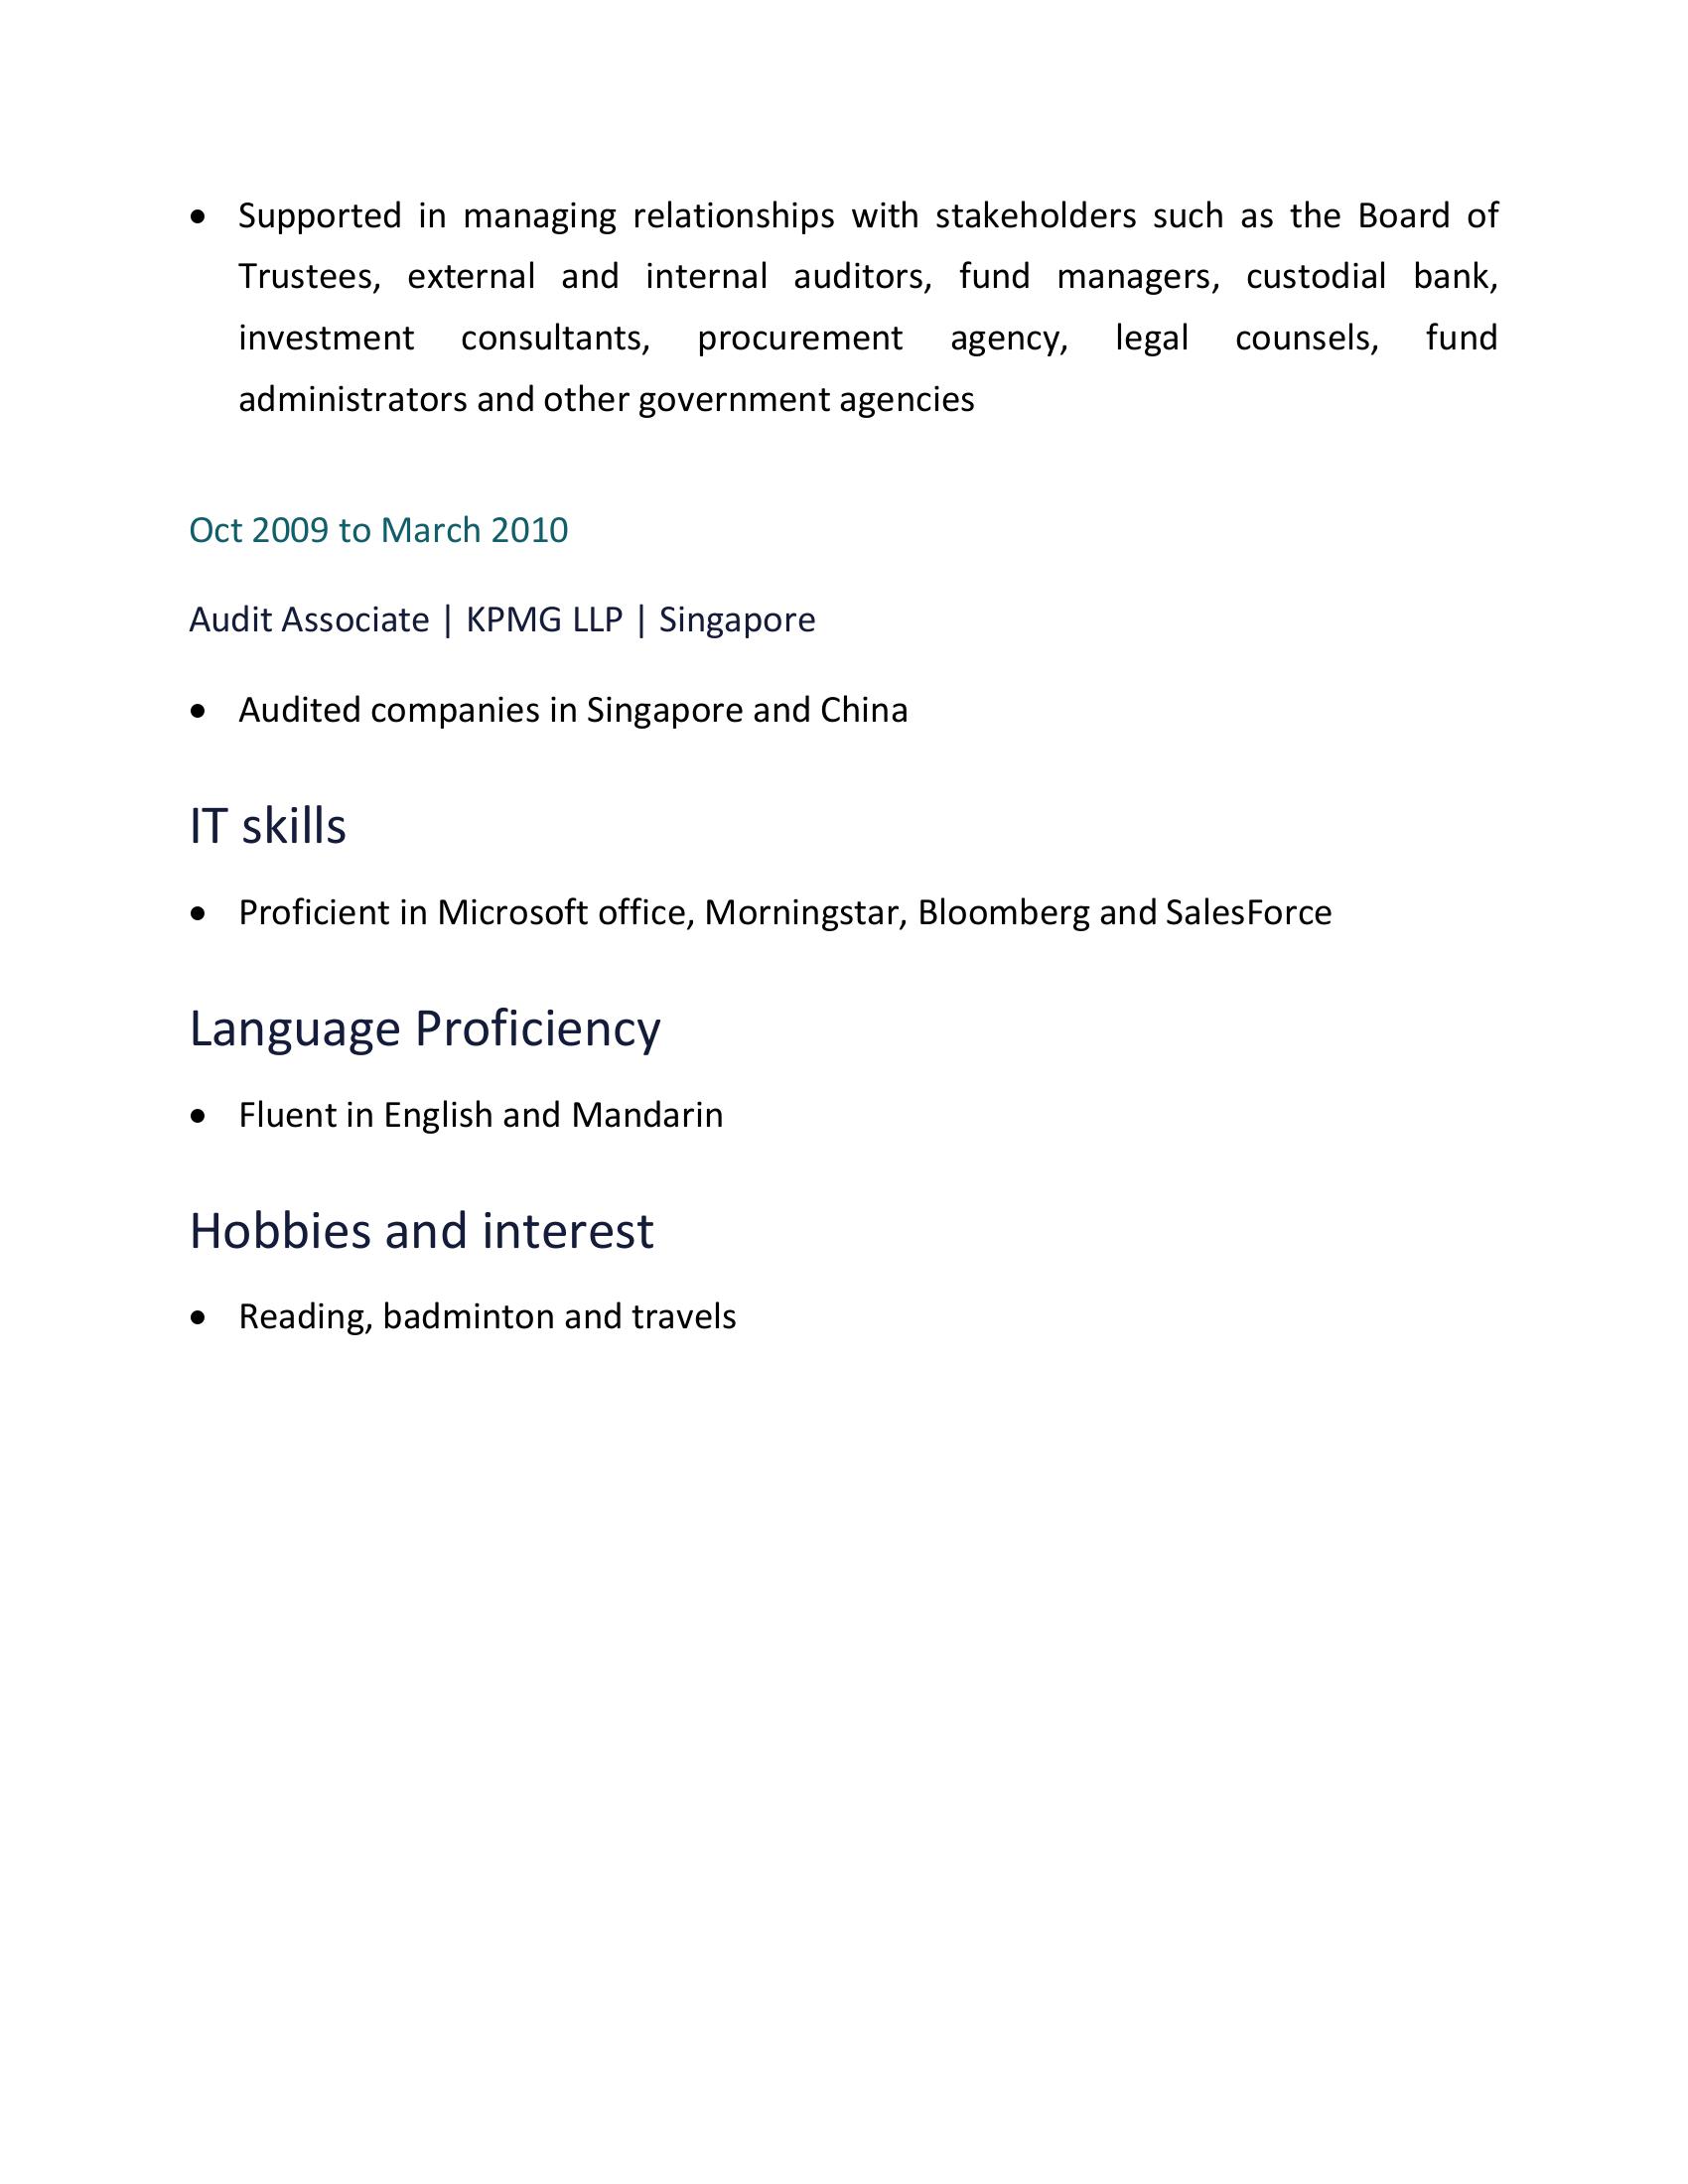 • Supported in managing relationships with stakeholders such as the Board of
Trustees, external and internal auditors, fund managers, custodial bank,
investment consultants, procurement agency, legal counsels, fund
administrators and other government agencies
Oct 2009 to March 2010
Audit Associate | KPMG LLP | Singapore
• Audited companies in Singapore and China
IT skills
• Proficient in Microsoft office, Morningstar, Bloomberg and SalesForce
Language Proficiency
• Fluent in English and Mandarin
Hobbies and interest
• Reading, badminton and travels